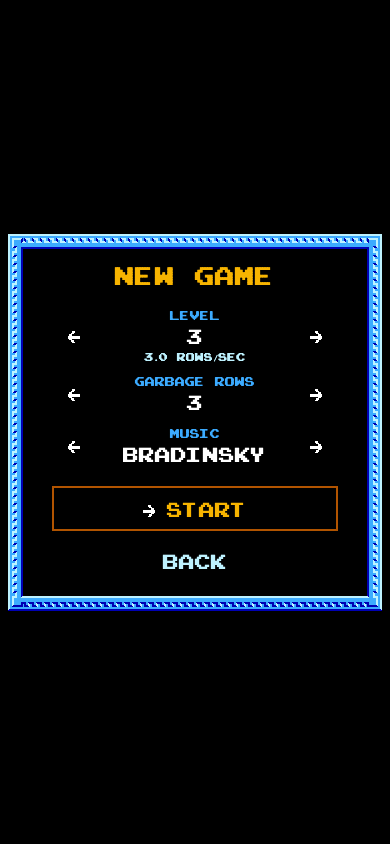 NEW GAME
LEVEL
← 3 →
3.0 ROWS/SEC
GARBAGE ROWS
← 3 →
MUSIC
← BRADINSKY →
→ START
BACK